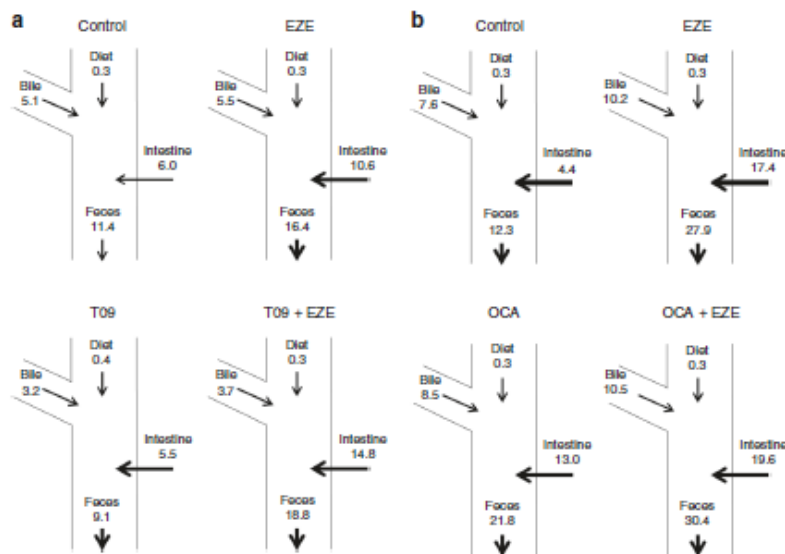 a
Control
Diet
0.3
Bile
5.1
Intestine
6.0
Feces
11.4
EZE
Diet
0.3
Bile
5.5
Intestine
10.6
Feces
16.4
T09
Diet
0.4
Bile
3.2
Intestine
5.5
Feces
9.1
T09 + EZE
Diet
0.3
Bile
3.7
Intestine
14.8
Feces
18.8
b
Control
Diet
0.3
Bile
7.6
Intestine
4.4
Feces
12.3
EZE
Diet
0.3
Bile
10.2
Intestine
17.4
Feces
27.9
OCA
Diet
0.3
Bile
8.5
Intestine
13.0
Feces
21.8
OCA + EZE
Diet
0.3
Bile
10.5
Intestine
19.6
Feces
30.4